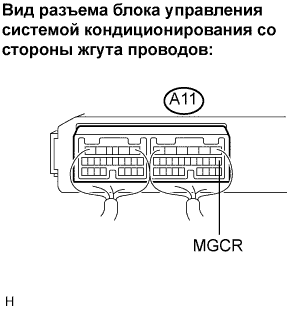 Вид разъема блока управления
системой кондиционирования со
стороны жгута проводов:
A11
MGCR
H